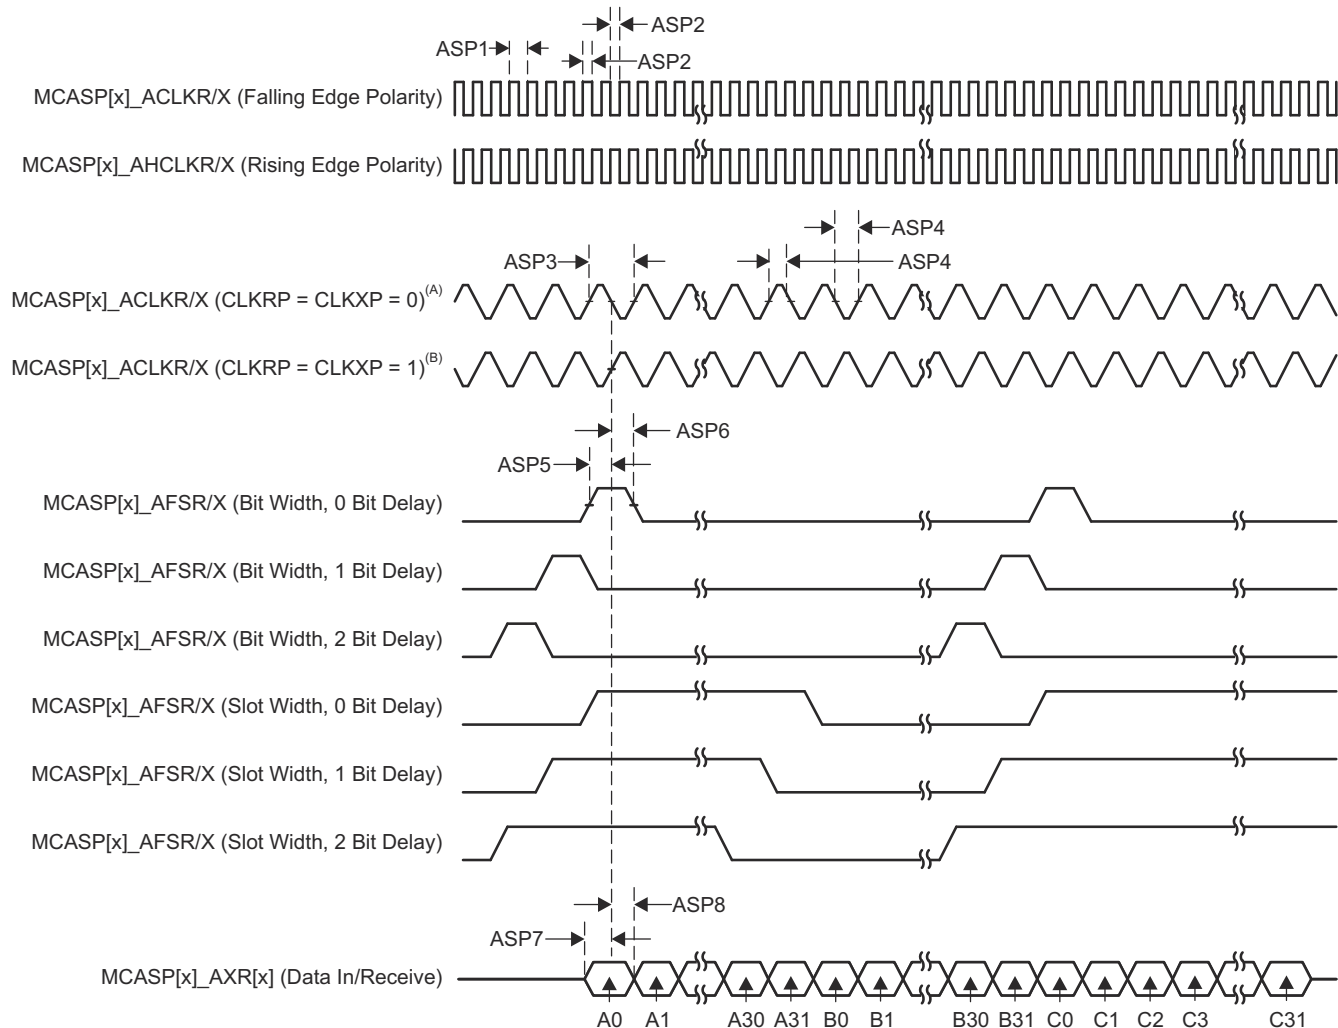 ASP2
ASP1
ASP2
MCASP[x]_ACLKR/X (Falling Edge Polarity)
MCASP[x]_AHCLKR/X (Rising Edge Polarity)
ASP4
ASP3
ASP4
MCASP[x]_ACLKR/X (CLKRP = CLKXP = 0)(A)
MCASP[x]_ACLKR/X (CLKRP = CLKXP = 1)(B)
ASP6
ASP5
MCASP[x]_AFSR/X (Bit Width, 0 Bit Delay)
MCASP[x]_AFSR/X (Bit Width, 1 Bit Delay)
MCASP[x]_AFSR/X (Bit Width, 2 Bit Delay)
MCASP[x]_AFSR/X (Slot Width, 0 Bit Delay)
MCASP[x]_AFSR/X (Slot Width, 1 Bit Delay)
MCASP[x]_AFSR/X (Slot Width, 2 Bit Delay)
ASP8
ASP7
MCASP[x]_AXR[x] (Data In/Receive)
A0 A1 A30 A31 B0 B1 B30 B31 C0 C1 C2 C3 C31